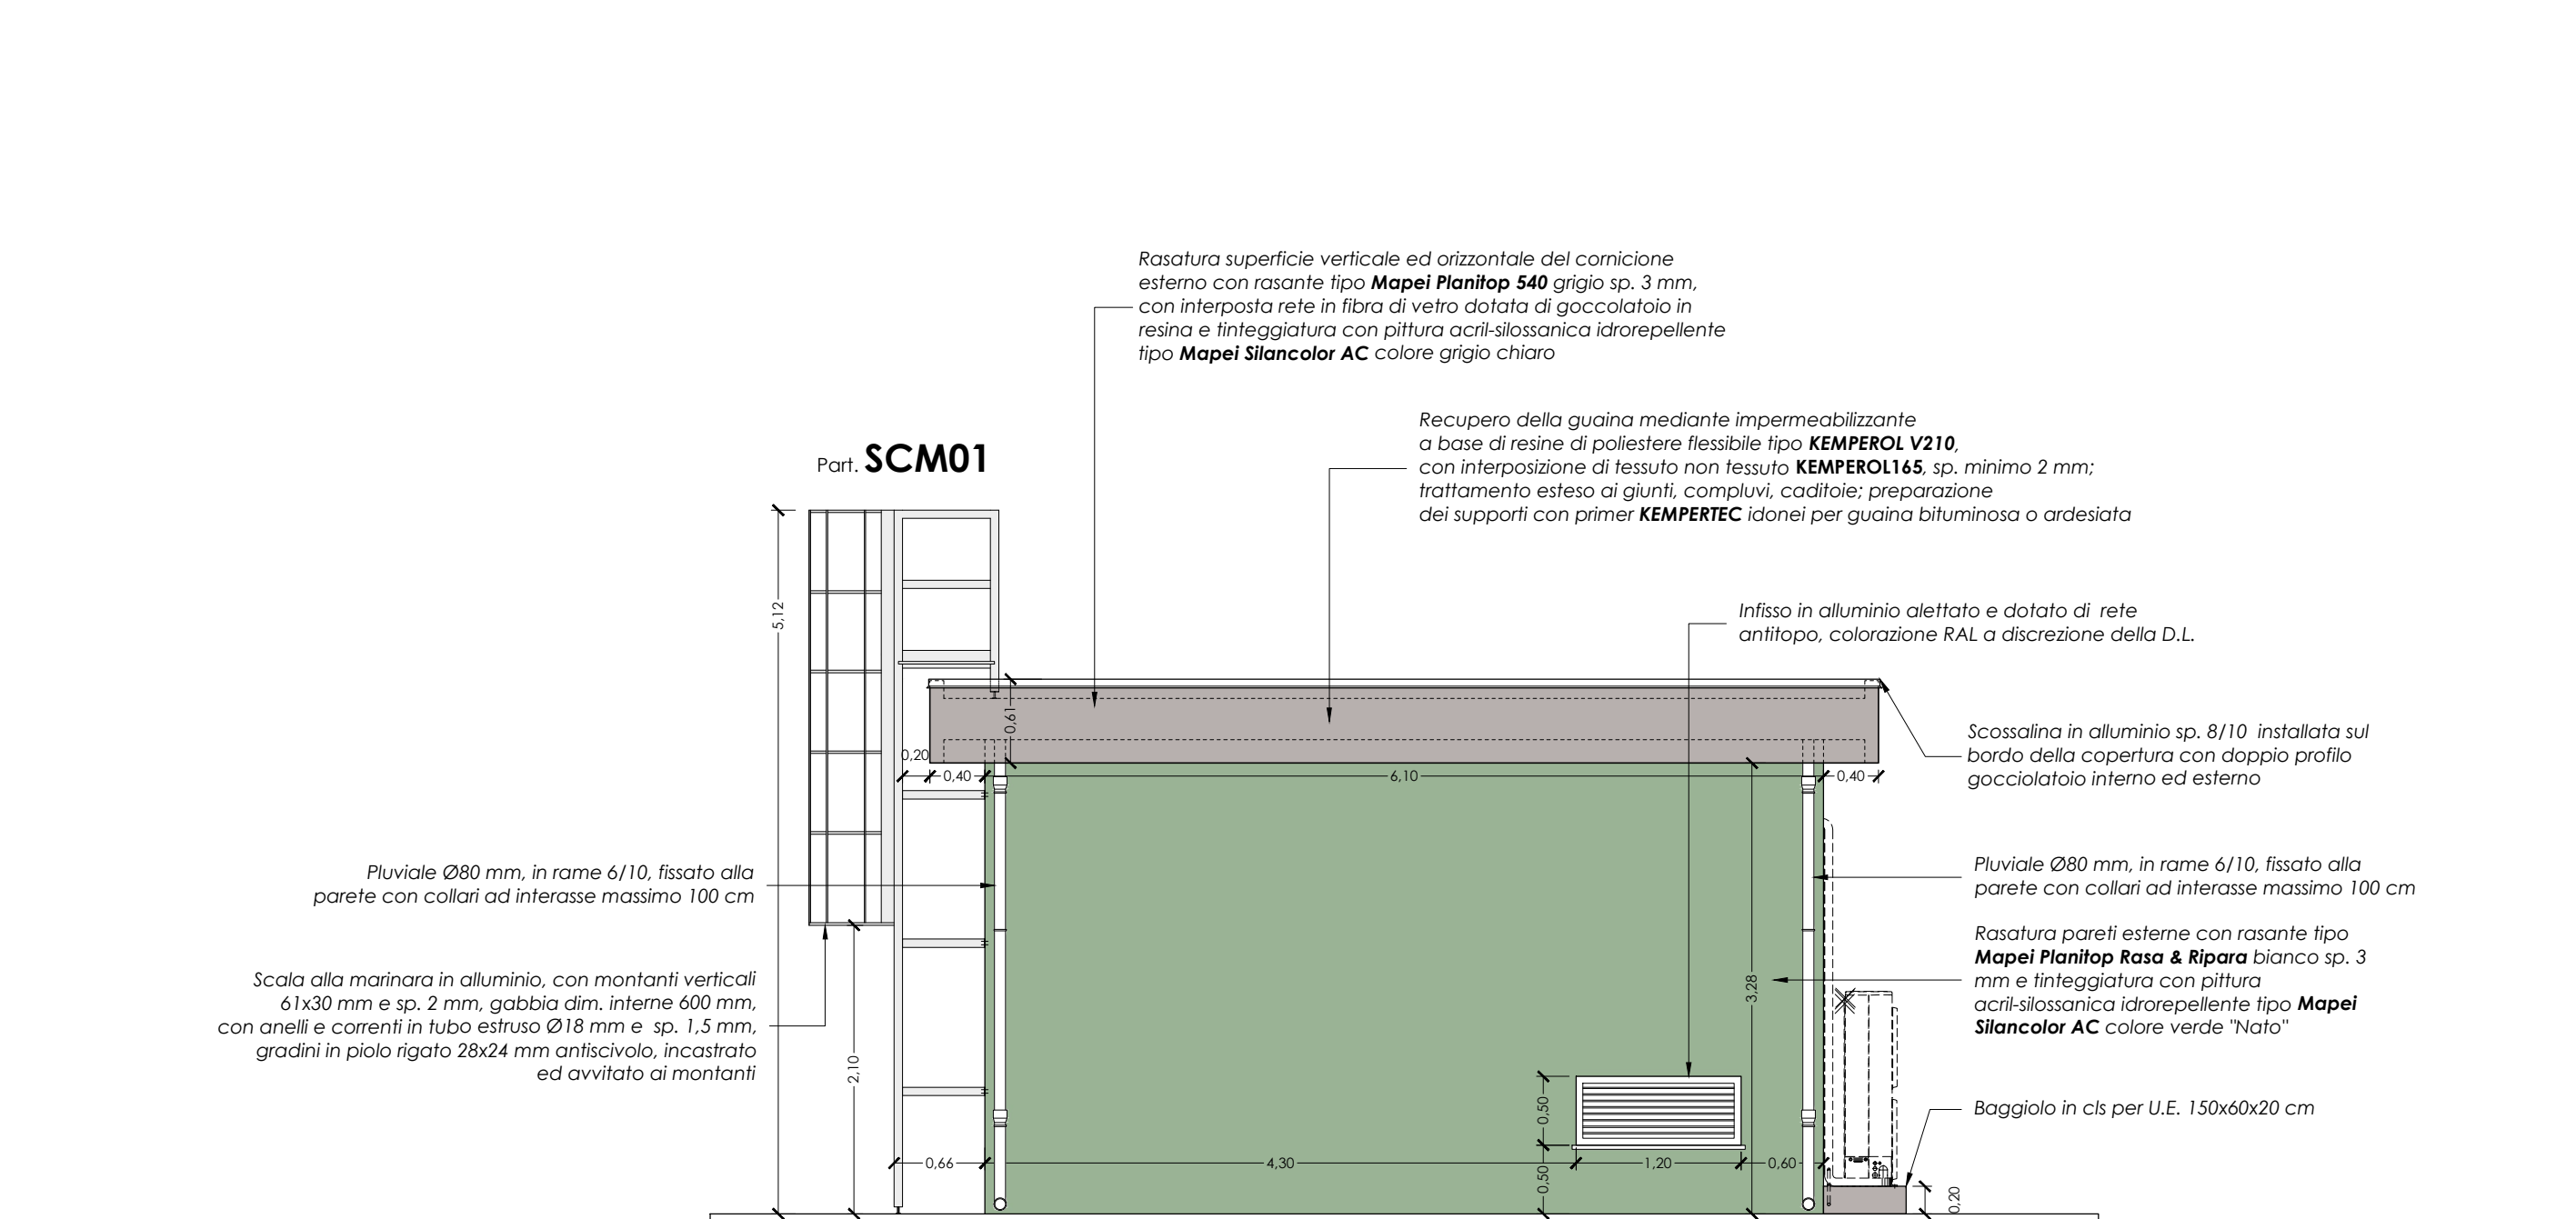 Rasatura superficie verticale ed orizzontale del cornicione
esterno con rasante tipo Mapei Planitop 540 grigio sp. 3 mm,
con interposta rete in fibra di vetro dotata di goccolatoio in
resina e tinteggiatura con pittura acril-silossanica idrorepellente
tipo Mapei Silancolor AC colore grigio chiaro
Recupero della guaina mediante impermeabilizzante
a base di resine di poliestere flessibile tipo KEMPEROL V210,
con interposizione di tessuto non tessuto KEMPEROL165, sp. minimo 2 mm;
trattamento esteso ai giunti, compluvi, caditoie; preparazione
dei supporti con primer KEMPERTEC idonei per guaina bituminosa o ardesiata
Part. SCM01
Infisso in alluminio alettato e dotato di rete
antitopo, colorazione RAL a discrezione della D.L.
5,12
0,61
0,20
0,40
6,10
0,40
Scossalina in alluminio sp. 8/10 installata sul
bordo della copertura con doppio profilo
gocciolatoio interno ed esterno
Pluviale Ø80 mm, in rame 6/10, fissato alla
parete con collari ad interasse massimo 100 cm
Pluviale Ø80 mm, in rame 6/10, fissato alla
parete con collari ad interasse massimo 100 cm
Rasatura pareti esterne con rasante tipo
Mapei Planitop Rasa & Ripara bianco sp. 3
mm e tinteggiatura con pittura
acril-silossanica idrorepellente tipo Mapei
Silancolor AC colore verde "Nato"
Scala alla marinara in alluminio, con montanti verticali
61x30 mm e sp. 2 mm, gabbia dim. interne 600 mm,
con anelli e correnti in tubo estruso Ø18 mm e sp. 1,5 mm,
gradini in piolo rigato 28x24 mm antiscivolo, incastrato
ed avvitato ai montanti
3,28
2,10
0,50
Baggiolo in cls per U.E. 150x60x20 cm
0,66
4,30
1,20
0,60
0,50
0,20